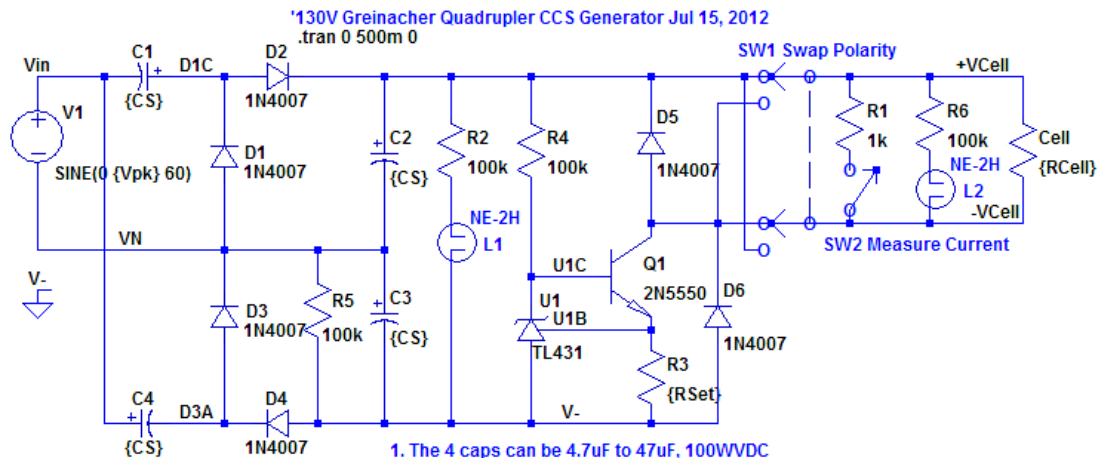 '130V Greinacher Quadrupler CCS Generator Jul 15, 2012
.tran 0 500m 0
SW1 Swap Polarity
C1
D1C
D2
Vin
+VCell
{CS}
1N4007
V1
R2
100k
R4
100k
D5
1N4007
R1
1k
R6
100k
Cell
{RCell}
C2
{CS}
D1
1N4007
SINE(0 {Vpk} 60)
NE-2H
L1
NE-2H
L2
-VCell
VN
SW2 Measure Current
V-
U1C
Q1
2N5550
D3
1N4007
R5
100k
C3
{CS}
U1
U1B
TL431
D6
1N4007
R3
{RSet}
C4
D3A
D4
V-
{CS}
1N4007
1. The 4 caps can be 4.7uF to 47uF, 100WVDC